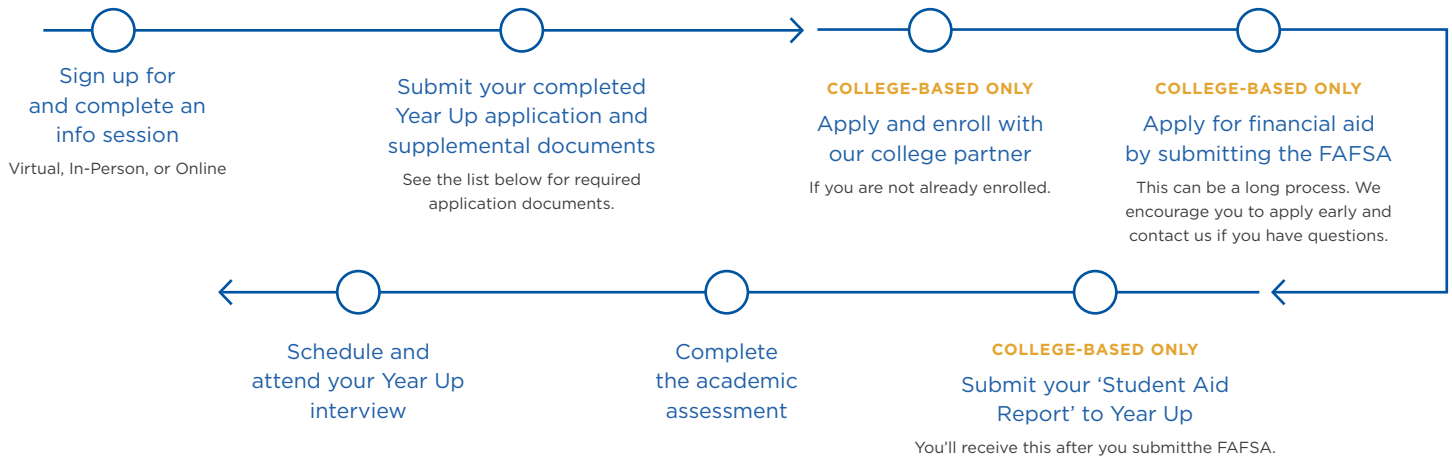 Sign up for
and complete an
info session
Virtual, In-Person, or Online
Submit your completed
Year Up application and
supplemental documents
See the list below for required
application documents.
COLLEGE-BASED ONLY
Apply and enroll with
our college partner
If you are not already enrolled.
COLLEGE-BASED ONLY
Apply for financial aid
by submitting the FAFSA
This can be a long process. We
encourage you to apply early and
contact us if you have questions.
COLLEGE-BASED ONLY
Submit your ‘Student Aid
Report’ to Year Up
You’ll receive this after you submitthe FAFSA.
Complete
the academic
assessment
Schedule and
attend your Year Up
interview